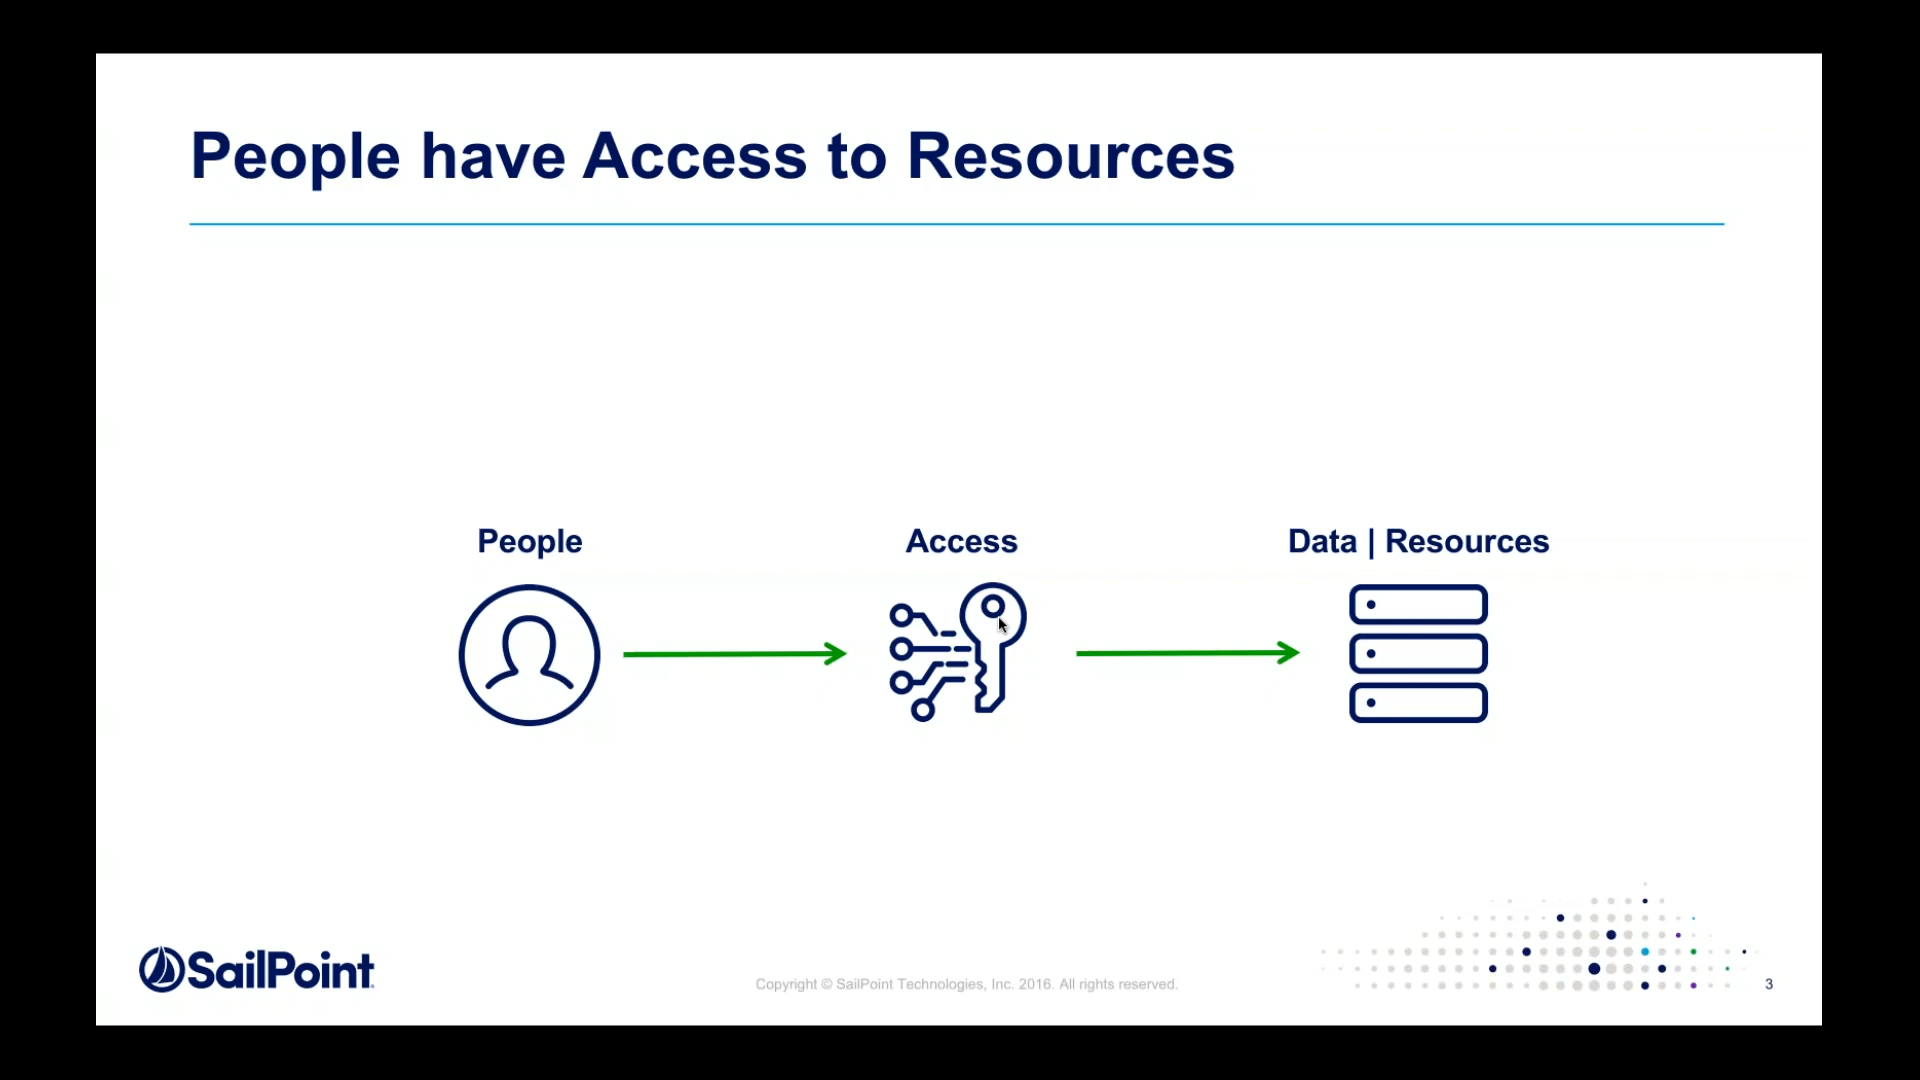 People have Access to Resources
People
Access
Data | Resources
SailPoint
Copyright © SailPoint Technologies, Inc. 2016. All rights reserved.
3